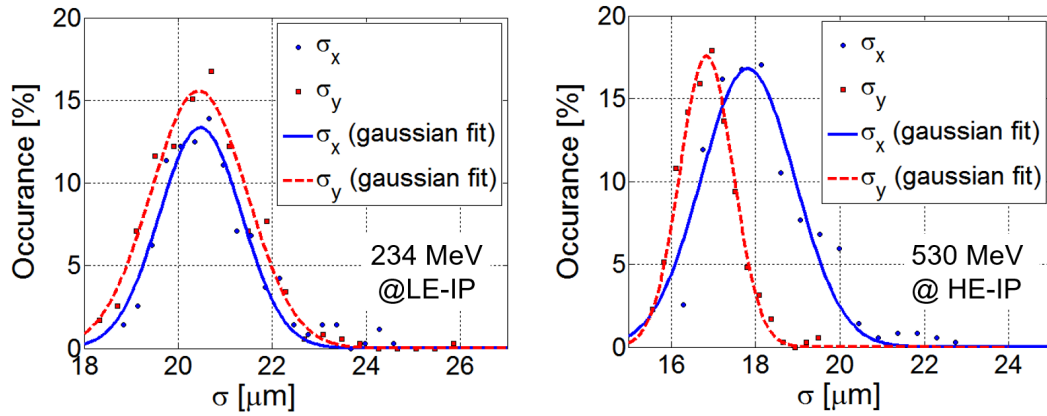 20
15
10
5
0
Occurance [%]
18
20
22
24
26
σ [μm]
σx
σy
σx (gaussian fit)
σy (gaussian fit)
234 MeV
@LE-IP
20
15
10
5
0
Occurance [%]
16
18
20
22
24
σ [μm]
σx
σy
σx (gaussian fit)
σy (gaussian fit)
530 MeV
@ HE-IP